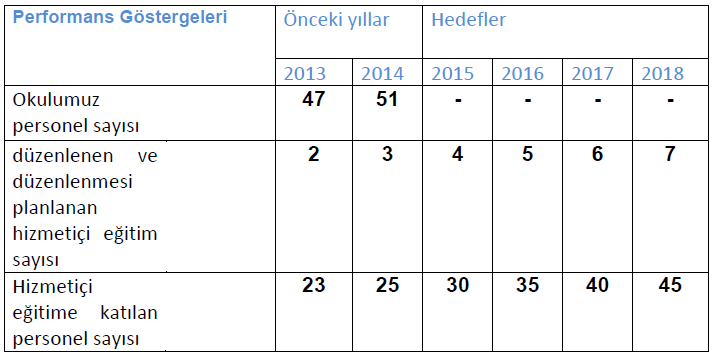 Performans Göstergeleri Önceki yıllar Hedefler
2013 2014 2015 2016 2017 2018
Okulumuz 47 51 - - - -
personel sayısı
düzenlenen ve 2 3 4 5 6 7
düzenlenmesi
planlanan
hizmetiçi eğitim
sayısı
Hizmetiçi 23 25 30 35 40 45
eğitime katılan
personel sayısı